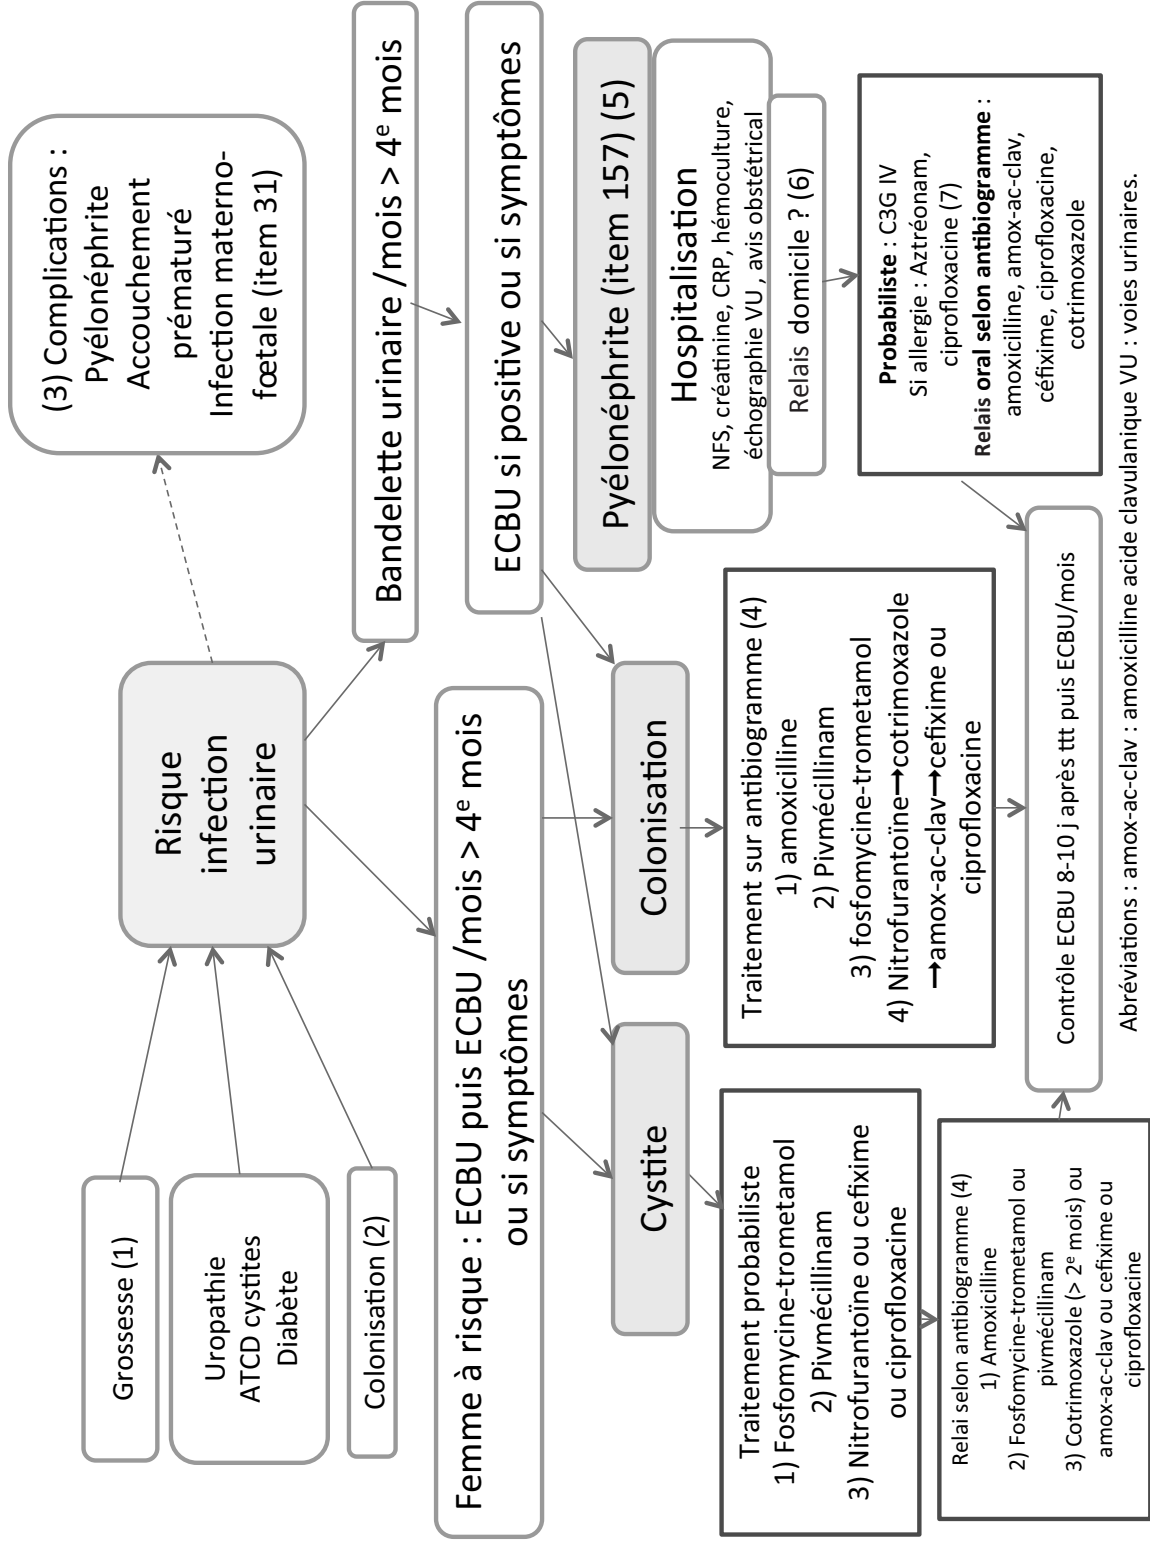 Grossesse (1)
Uropathie
ATCD cystites
Diabète
Colonisation (2)
Risque
infection
urinaire
(3) Complications :
Pyélonéphrite
Accouchement
prématuré
Infection materno-
fœtale (item 31)
Femme à risque : ECBU puis ECBU /mois > 4e mois
ou si symptômes
Bandelette urinaire /mois > 4e mois
ECBU si positive ou si symptômes
Cystite
Colonisation
Pyélonéphrite (item 157) (5)
Hospitalisation
NFS, créatinine, CRP, hémoculture,
échographie VU , avis obstétrical
Relais domicile ? (6)
Traitement probabiliste
1) Fosfomycine-trometamol
2) Pivmécillinam
3) Nitrofurantoïne ou cefixime
ou ciprofloxacine
Traitement sur antibiogramme (4)
1) amoxicilline
2) Pivmécillinam
3) fosfomycine-trometamol
4) Nitrofurantoïne→cotrimoxazole
→amox-ac-clav→cefixime ou
ciprofloxacine
Probabiliste : C3G IV
Si allergie : Aztréonam,
ciprofloxacine (7)
Relais oral selon antibiogramme :
amoxicilline, amox-ac-clav,
céfixime, ciprofloxacine,
cotrimoxazole
Relai selon antibiogramme (4)
1) Amoxicilline
2) Fosfomycine-trometamol ou
pivmécillinam
3) Cotrimoxazole (> 2e mois) ou
amox-ac-clav ou cefixime ou
ciprofloxacine
Contrôle ECBU 8-10 j après ttt puis ECBU/mois
Abréviations : amox-ac-clav : amoxicilline acide clavulanique VU : voies urinaires.